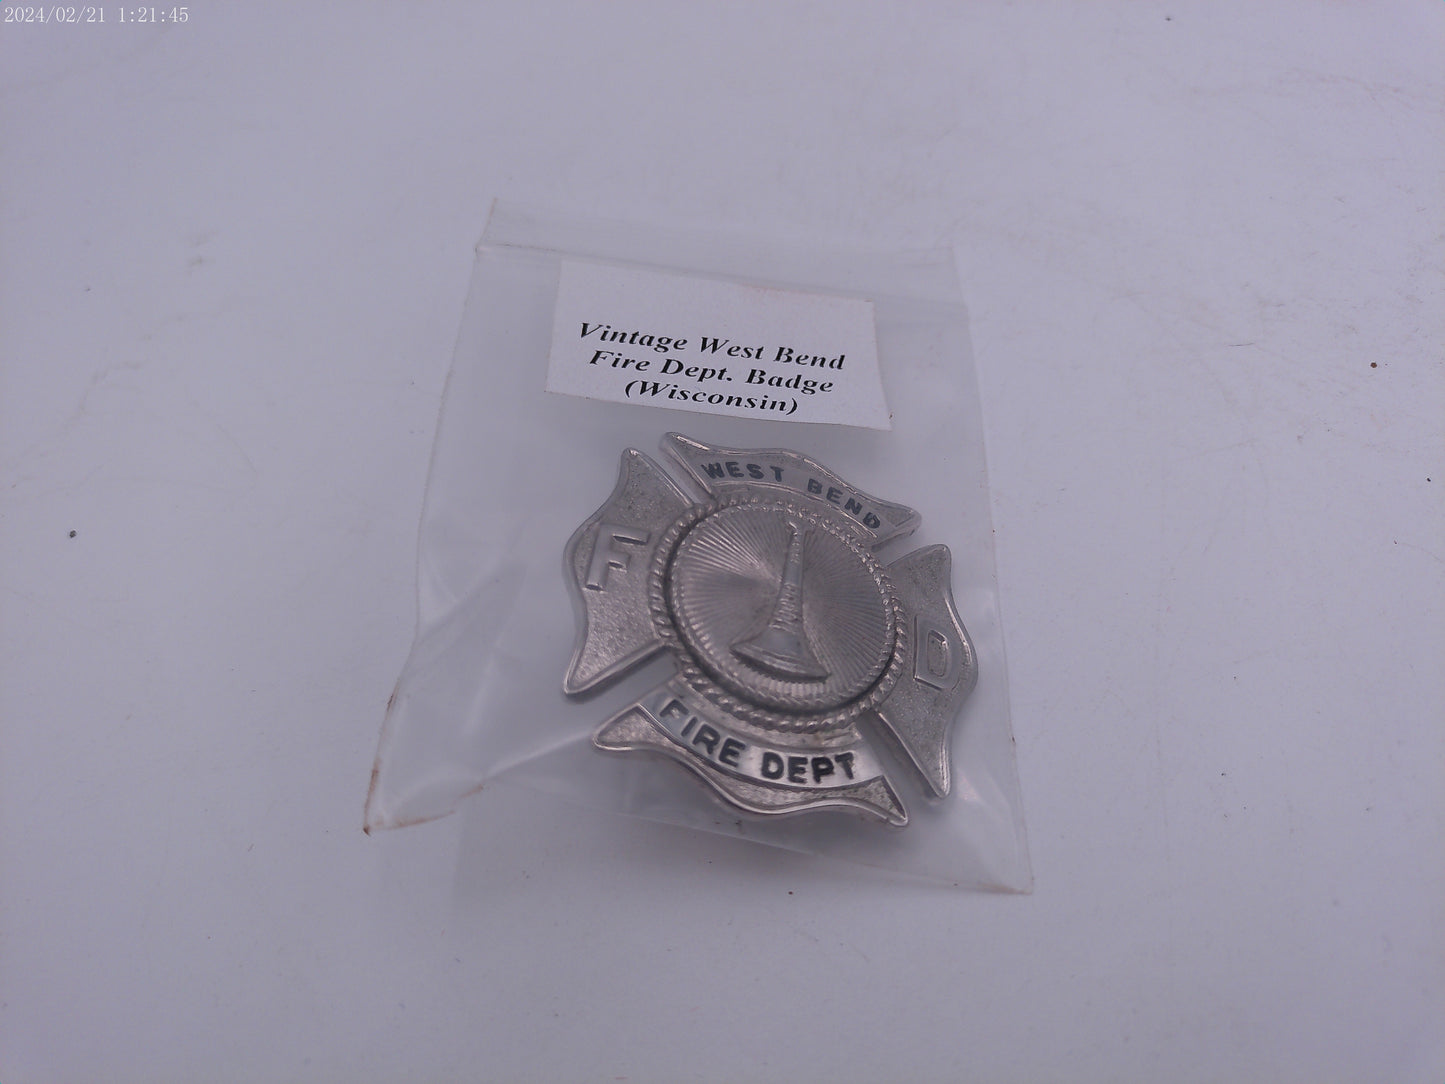 2024/02/21 1:21:45
Vintage West Bend
Fire Dept. Badge
(Wisconsin)
WEST BEND
F
D
FIRE DEPT